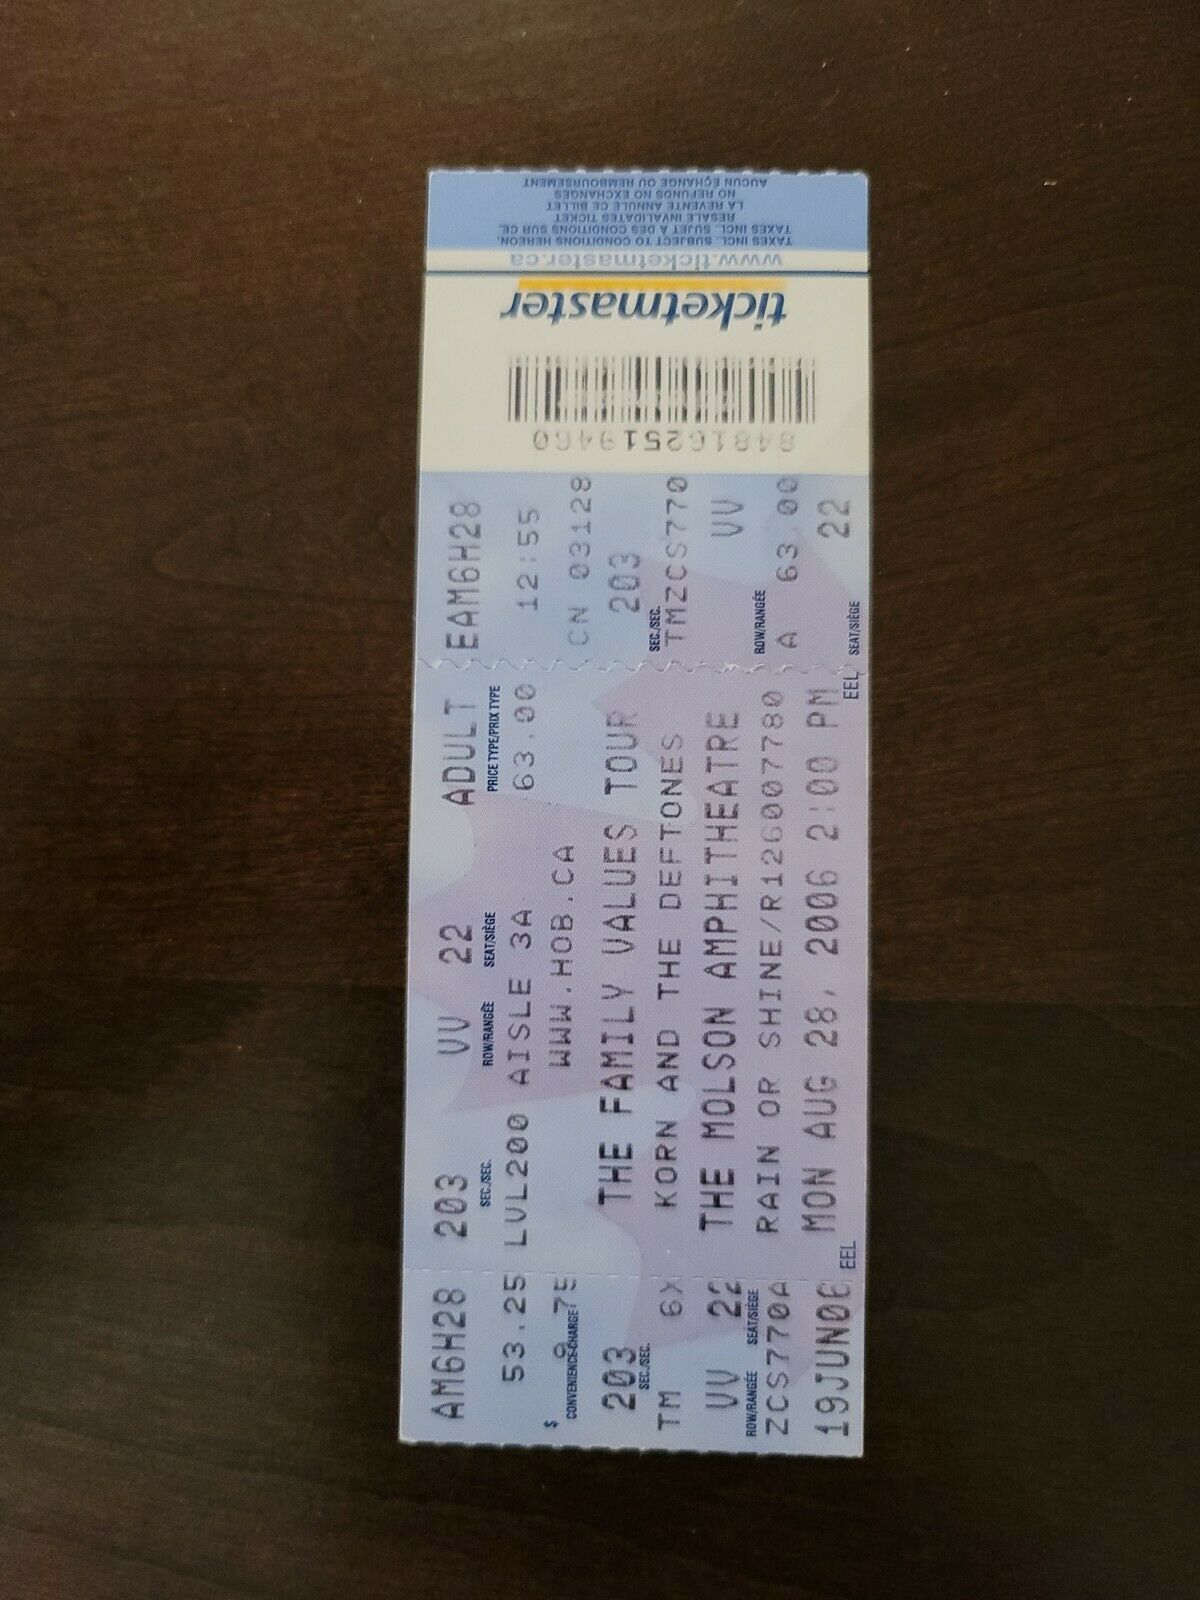 AM6H28
53.25
$ 9.75
CONVENIENCE CHARGE
203
SEC./SEC.
TM 6X
VV 22
ROW/RANGÉE SEAT/SIÈGE
ZCS770A
19JUN06
203 VV 22 ADULT
SEC./SEC. ROW/RANGÉE SEAT/SIÈGE PRICE TYPE/PRIX TYPE
LVL200 AISLE 3A 63.00
WWW.HOB.CA
THE FAMILY VALUES TOUR
KORN AND THE DEFTONES
THE MOLSON AMPHITHEATRE
RAIN OR SHINE/R12G007780
MON AUG 28, 2006 2:00 PM
EEL EEL
EAM6H28
12:55
CN 03128
203
SEC./SEC.
TMZCS770
VV
ROW/RANGÉE
A 63.00
22
SEAT/SIÈGE
848162519460
ticketmaster
www.ticketmaster.ca
TAXES INCL. SUBJECT TO CONDITIONS HEREON.
TAXES INCL. SUJET A DES CONDITIONS SUR CE.
RESALE INVALIDATES TICKET
LA REVENTE ANNULE CE BILLET
NO REFUNDS NO EXCHANGES
AUCUN ÉCHANGE OU REMBOURSEMENT